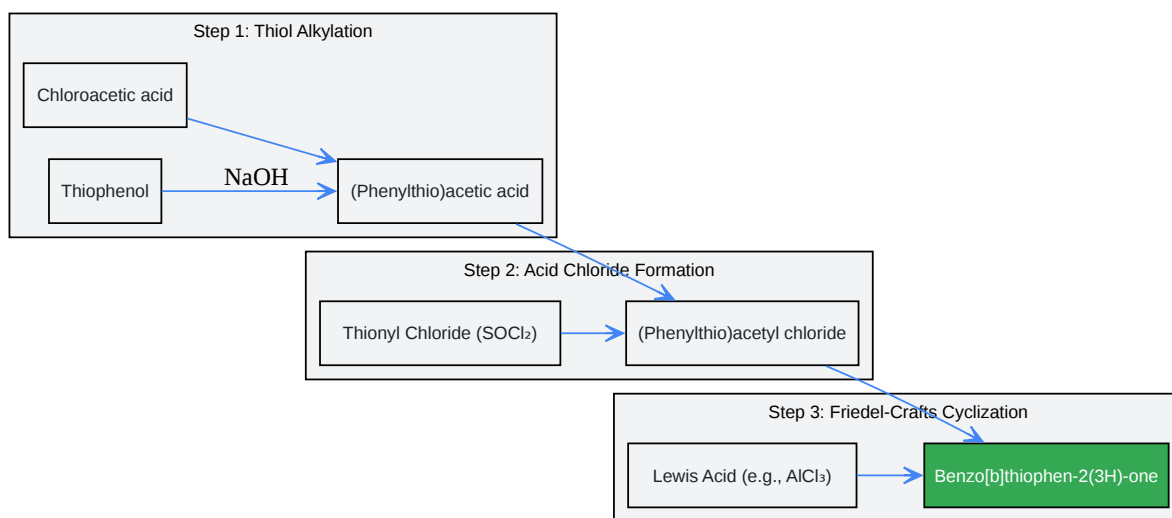 Step 1: Thiol Alkylation
Chloroacetic acid
Thiophenol
NaOH
(Phenylthio)acetic acid
Step 2: Acid Chloride Formation
Thionyl Chloride (SOCl₂)
(Phenylthio)acetyl chloride
Step 3: Friedel-Crafts Cyclization
Lewis Acid (e.g., AlCl₃)
Benzo[b]thiophen-2(3H)-one